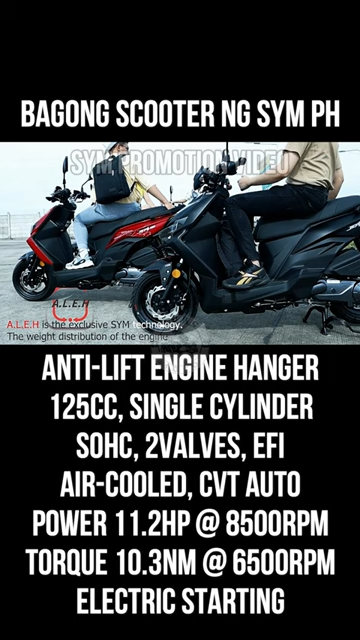 BAGONG SCOOTER NG SYM PH
SYM PROMOTION VIDEO
A.L.E.H
A.L.E.H is the exclusive SYM technology.
The weight distribution of the engine
ANTI-LIFT ENGINE HANGER
125CC, SINGLE CYLINDER
SOHC, 2VALVES, EFI
AIR-COOLED, CVT AUTO
POWER 11.2HP @ 8500RPM
TORQUE 10.3NM @ 6500RPM
ELECTRIC STARTING